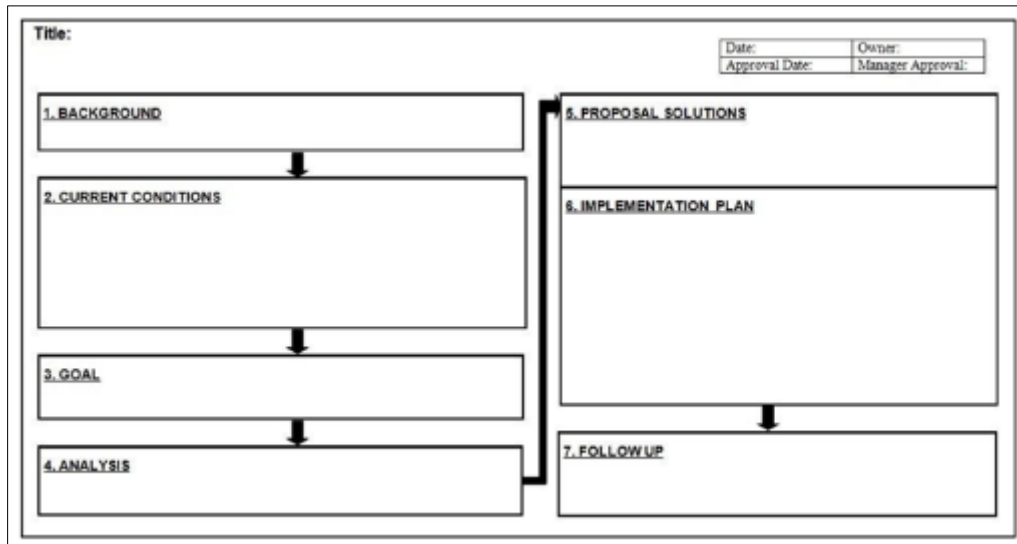 Title:
Date: Owner:
Approval Date: Manager Approval:
1. BACKGROUND
2. CURRENT CONDITIONS
3. GOAL
4. ANALYSIS
5. PROPOSAL SOLUTIONS
6. IMPLEMENTATION PLAN
7. FOLLOW UP